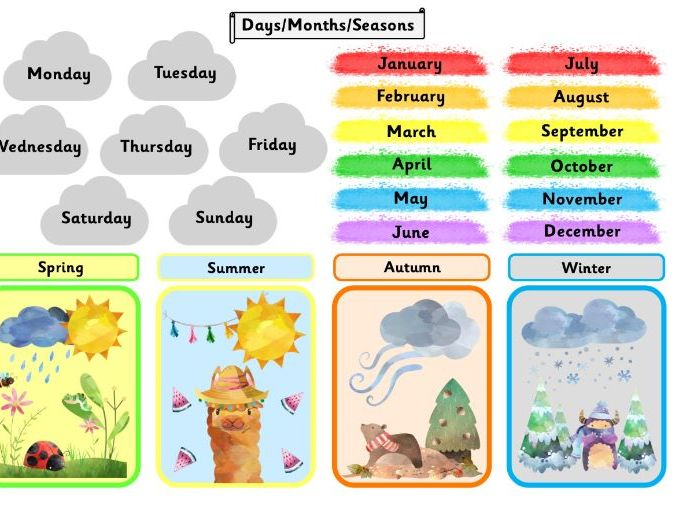 Days/Months/Seasons
Monday
Tuesday
Wednesday
Thursday
Friday
Saturday
Sunday
January
July
February
August
March
September
April
October
May
November
June
December
Spring
Summer
Autumn
Winter